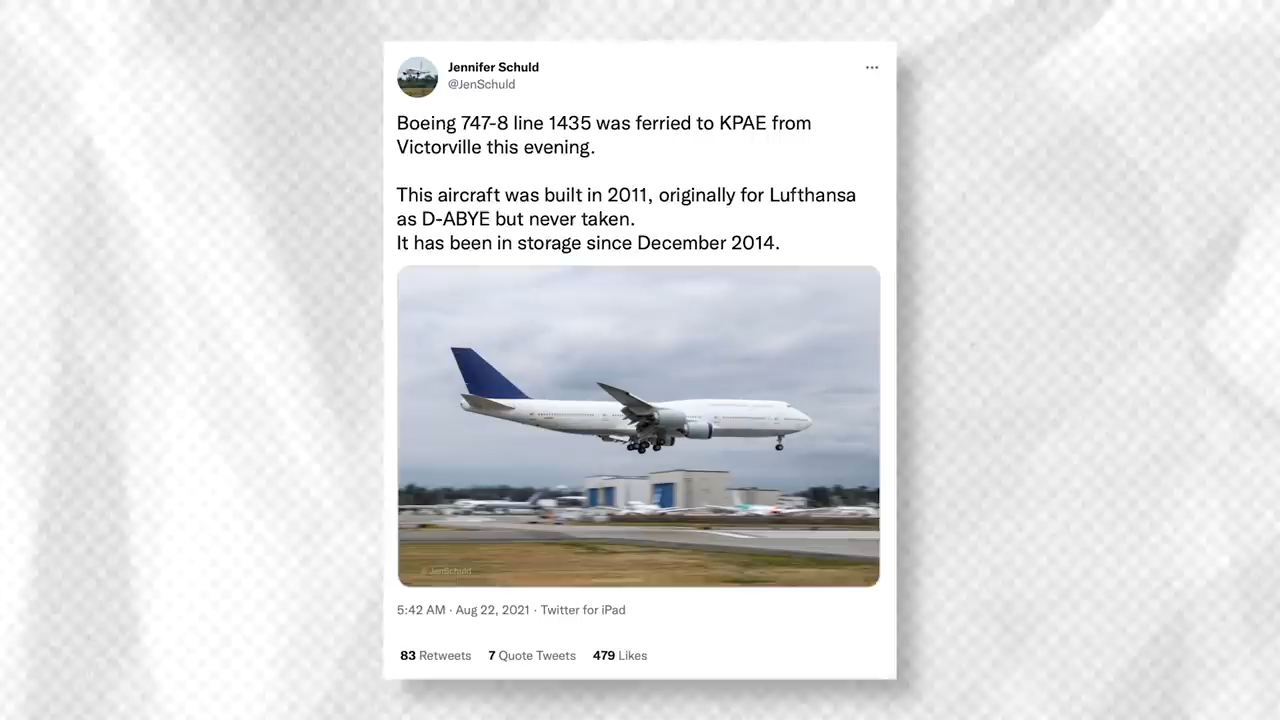 Jennifer Schuld
@JenSchuld
Boeing 747-8 line 1435 was ferried to KPAE from
Victorville this evening.
This aircraft was built in 2011, originally for Lufthansa
as D-ABYE but never taken.
It has been in storage since December 2014.
© JenSchuld
5:42 AM · Aug 22, 2021 · Twitter for iPad
83 Retweets 7 Quote Tweets 479 Likes